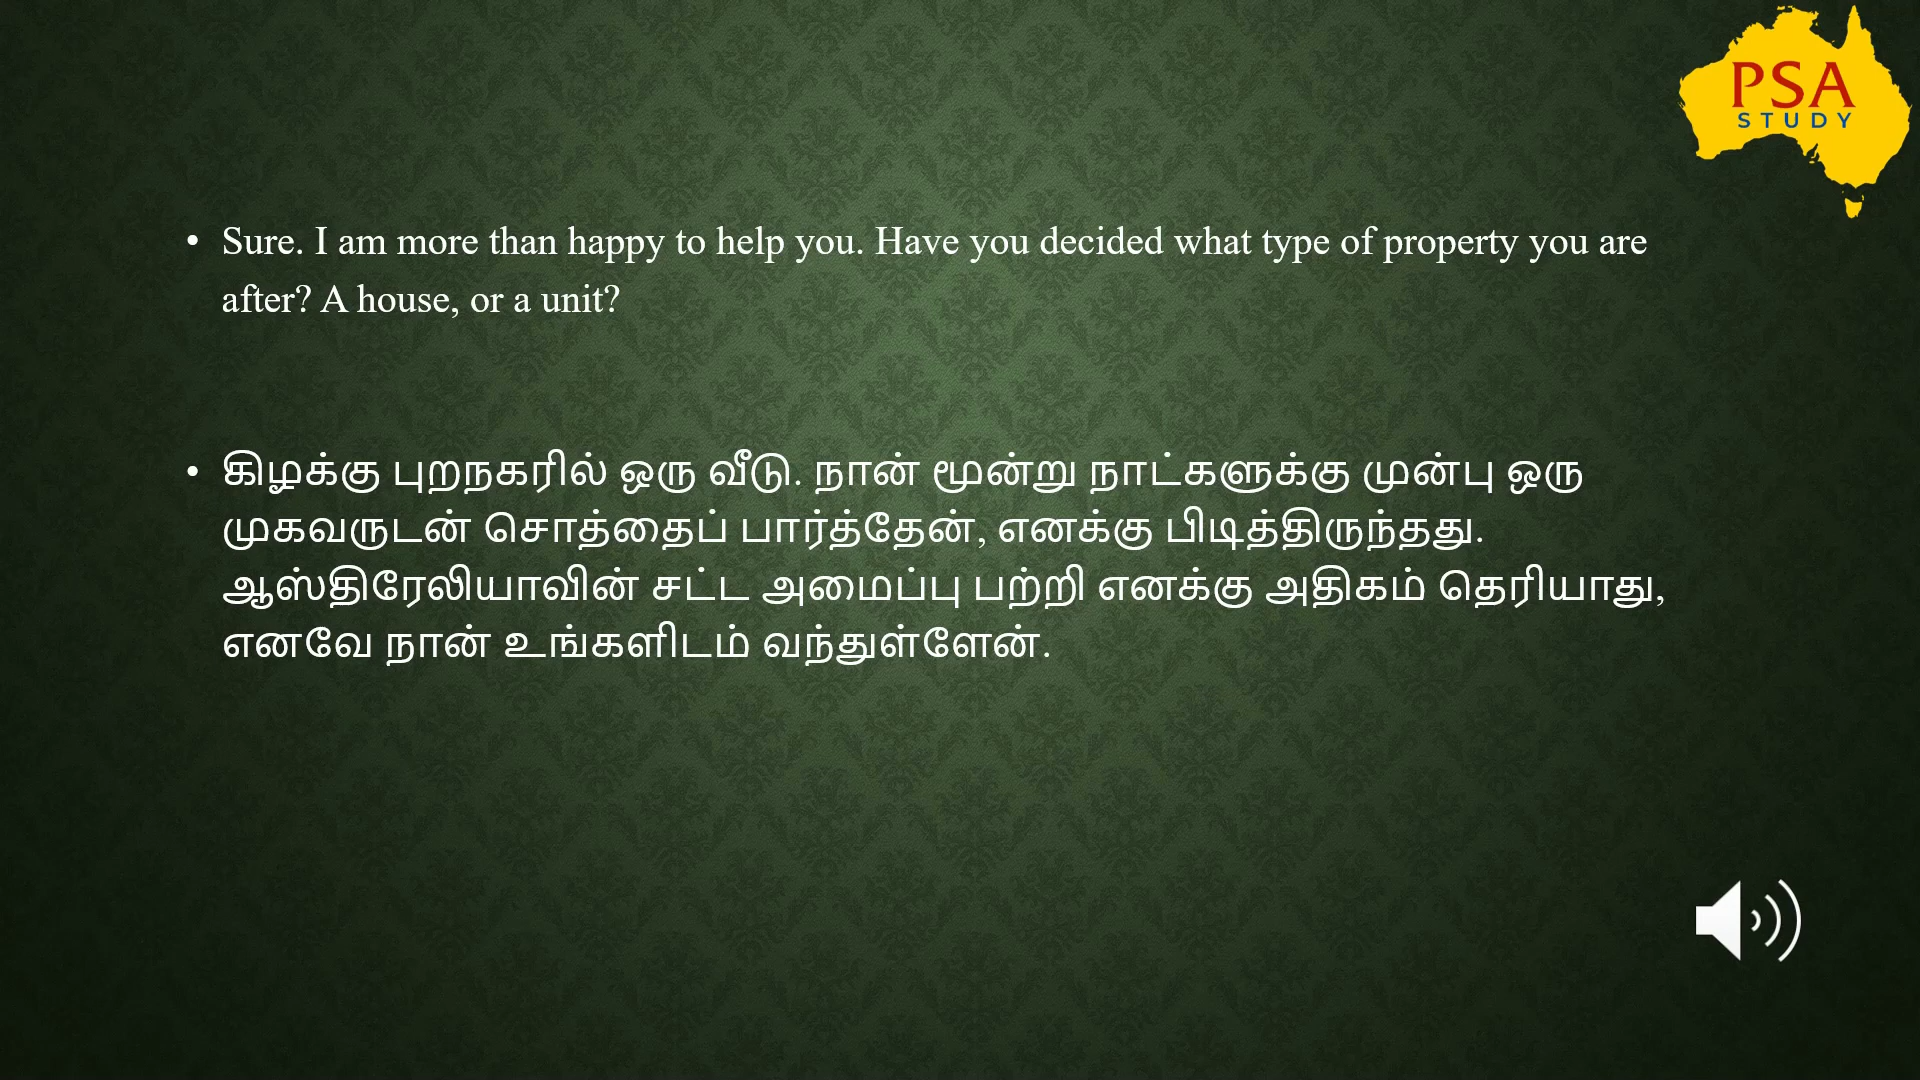 PSA
STUDY
• Sure. I am more than happy to help you. Have you decided what type of property you are
after? A house, or a unit?
• கிழக்கு புறநகரில் ஒரு வீடு. நான் மூன்று நாட்களுக்கு முன்பு ஒரு
முகவருடன் சொத்தைப் பார்த்தேன், எனக்கு பிடித்திருந்தது.
ஆஸ்திரேலியாவின் சட்ட அமைப்பு பற்றி எனக்கு அதிகம் தெரியாது,
எனவே நான் உங்களிடம் வந்துள்ளேன்.